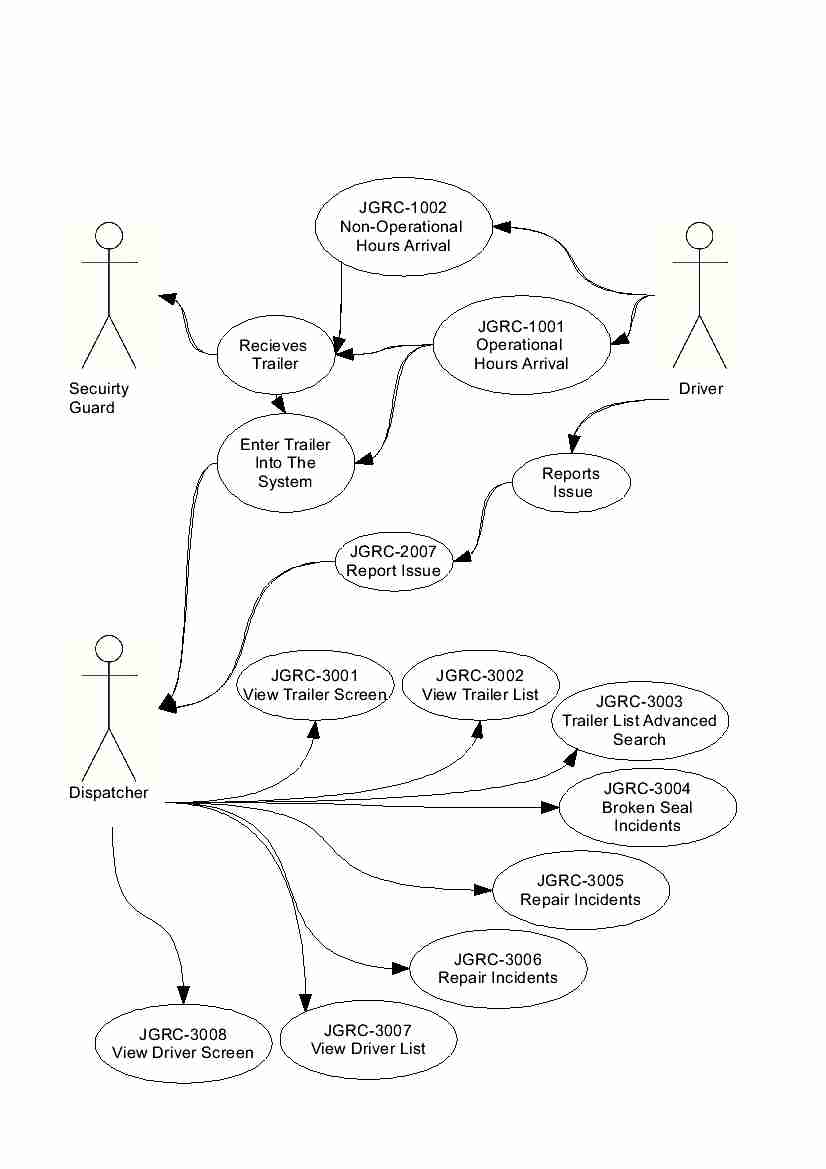 JGRC-1002
Non-Operational
Hours Arrival
JGRC-1001
Operational
Hours Arrival
Recieves
Trailer
Secuirty
Guard
Driver
Enter Trailer
Into The
System
Reports
Issue
JGRC-2007
Report Issue
JGRC-3001
View Trailer Screen
JGRC-3002
View Trailer List
JGRC-3003
Trailer List Advanced
Search
Dispatcher
JGRC-3004
Broken Seal
Incidents
JGRC-3005
Repair Incidents
JGRC-3006
Repair Incidents
JGRC-3007
View Driver List
JGRC-3008
View Driver Screen